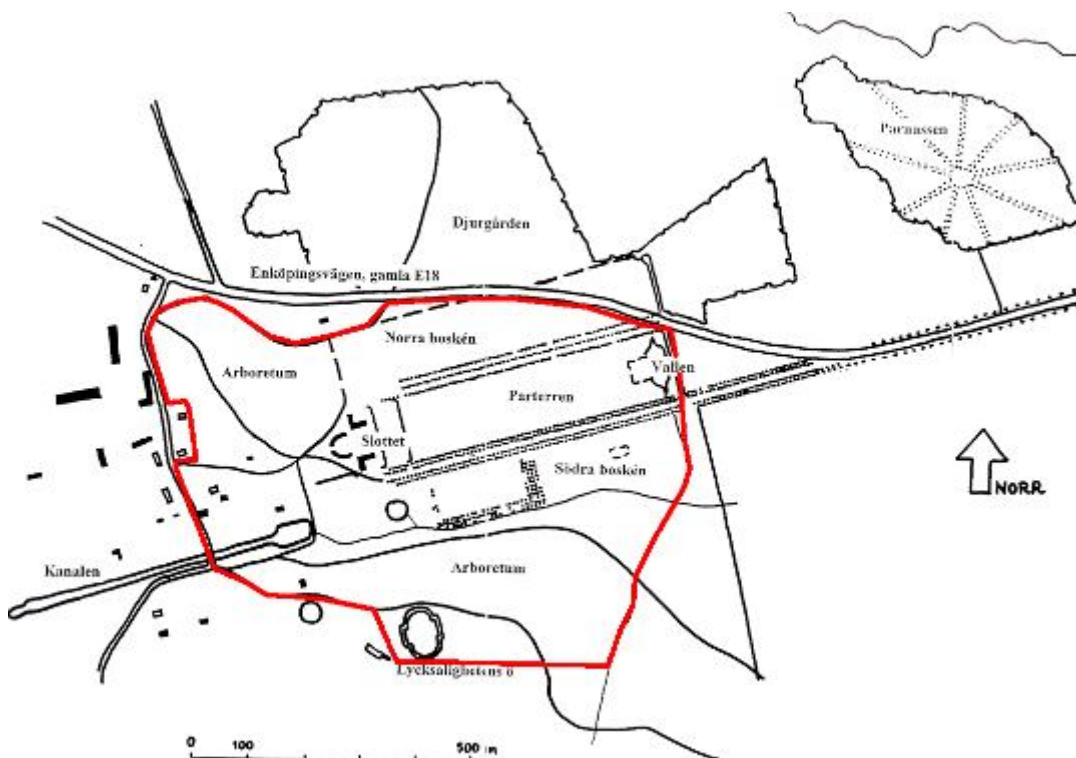 Parnassen
Djurgården
Enköpingsvägen, gamla E18
Norra boskén
Vallen
Arboretum
Parterren
Slottet
Södra boskén
NORR
Kanalen
Arboretum
Lycksalighetens ö
0 100 500 m